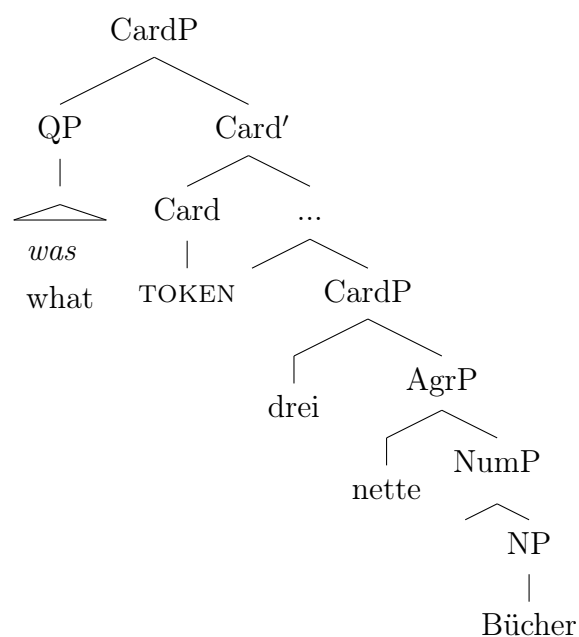 CardP
QP Card′
Card ...
was
what TOKEN CardP
drei AgrP
nette NumP
NP
Bücher